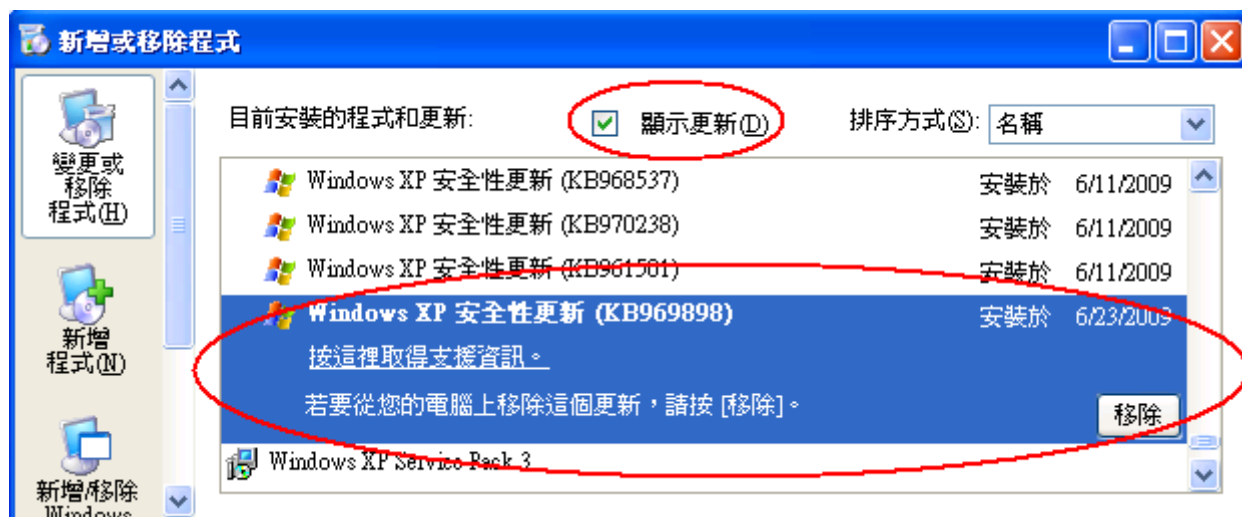 新增或移除程式
變更或
移除
程式(H)
新增
程式(N)
新增/移除
Windows
目前安裝的程式和更新:
顯示更新(D)
排序方式(S): 名稱
Windows XP 安全性更新 (KB968537) 安裝於 6/11/2009
Windows XP 安全性更新 (KB970238) 安裝於 6/11/2009
Windows XP 安全性更新 (KB961501) 安裝於 6/11/2009
Windows XP 安全性更新 (KB969898) 安裝於 6/23/2009
按這裡取得支援資訊。
若要從您的電腦上移除這個更新，請按 [移除]。
移除
Windows XP Service Pack 3